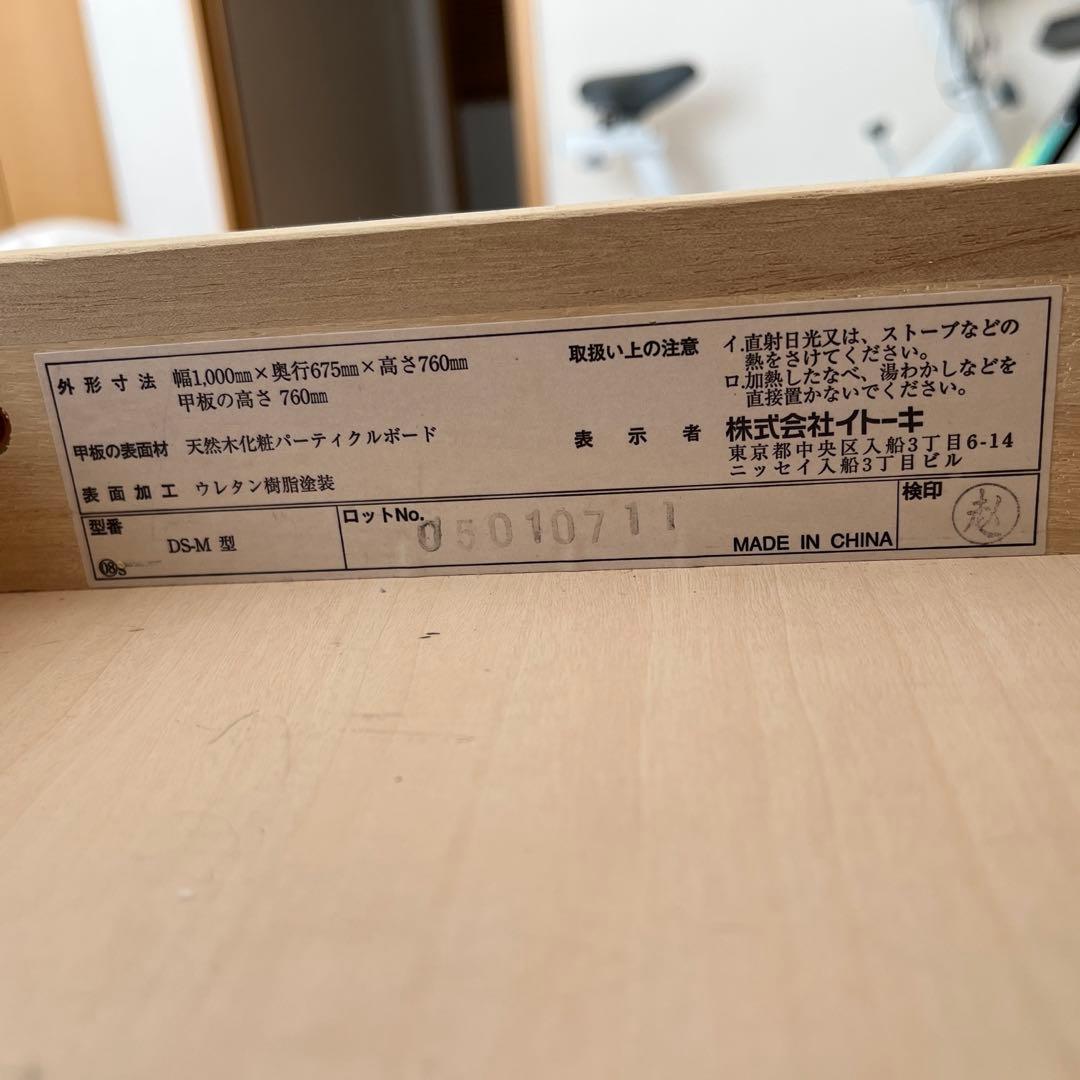 外形寸法 幅1,000㎜×奥行675㎜×高さ760㎜
甲板の高さ 760㎜
甲板の表面材 天然木化粧パーティクルボード
表面加工 ウレタン樹脂塗装
取扱い上の注意 イ.直射日光又は、ストーブなどの
熱をさけてください。
ロ.加熱したなべ、湯わかしなどを
直接置かないでください。
表示者 株式会社イトーキ
東京都中央区入船3丁目6-14
ニッセイ入船3丁目ビル
型番
DS-M 型
⑱S
ロットNo.
05010711
MADE IN CHINA
検印
赵